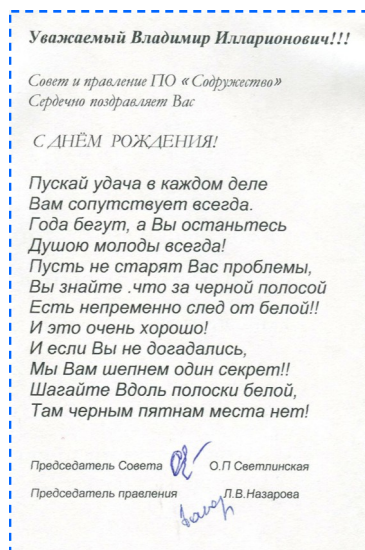 Уважаемый Владимир Илларионович!!!
Совет и правление ПО «Содружество»
Сердечно поздравляет Вас
С ДНЁМ РОЖДЕНИЯ!
Пускай удача в каждом деле
Вам сопутствует всегда.
Года бегут, а Вы останьтесь
Душою молоды всегда!
Пусть не старят Вас проблемы,
Вы знайте .что за черной полосой
Есть непременно след от белой!!
И это очень хорошо!
И если Вы не догадались,
Мы Вам шепнем один секрет!!
Шагайте Вдоль полоски белой,
Там черным пятнам места нет!
Председатель Совета О.П Светлинская
Председатель правления Л.В.Назарова